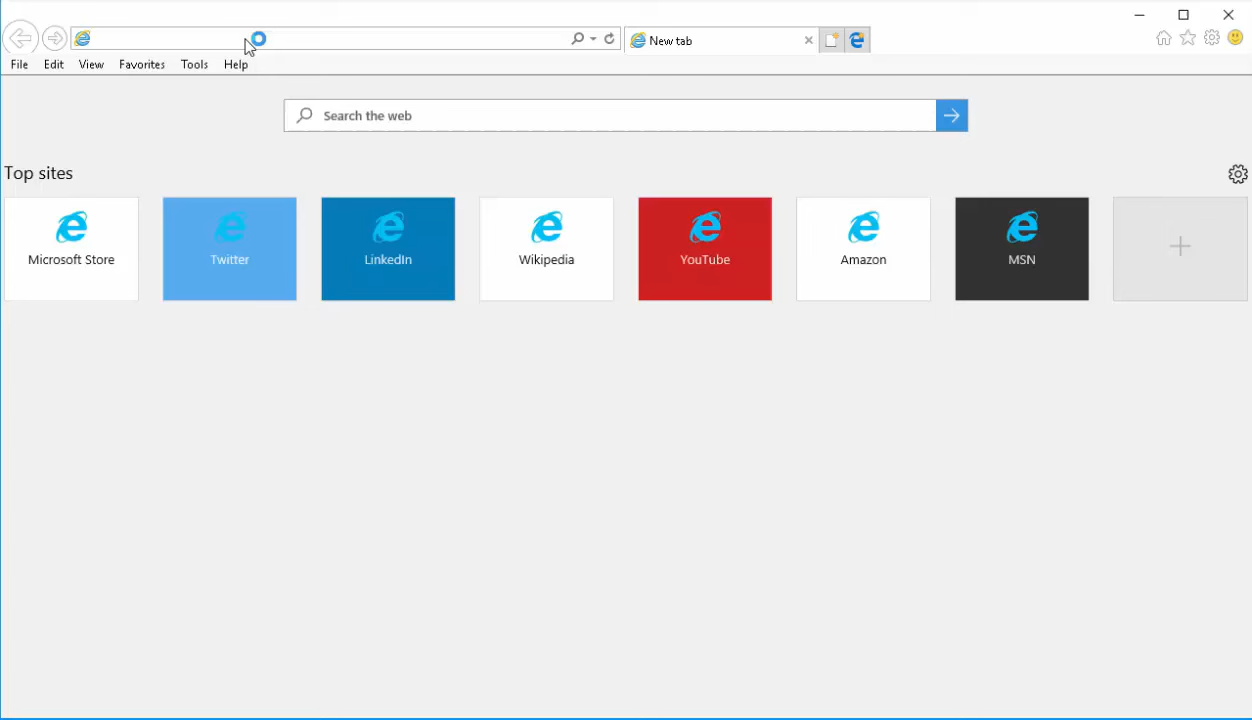 New tab
File Edit View Favorites Tools Help
Search the web
Top sites
Microsoft Store
Twitter
LinkedIn
Wikipedia
YouTube
Amazon
MSN